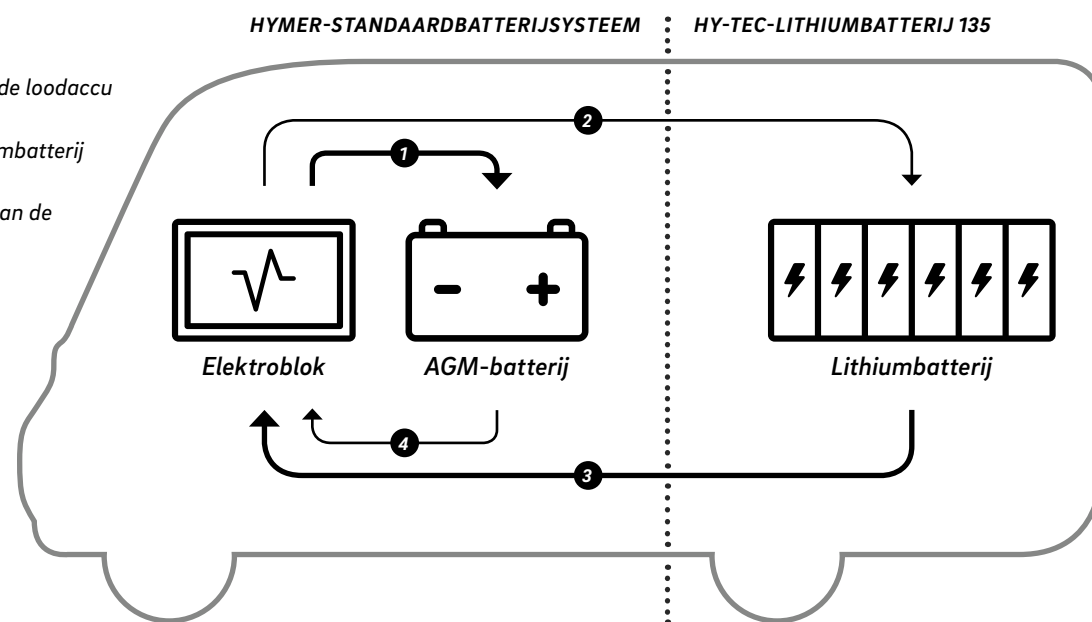 HYMER-STANDAARDBATTERIJSYSTEEM
HY-TEC-LITHIUMBATTERIJ 135
de loodaccu
mbatterij
an de
2
1
Elektroblok
AGM-batterij
Lithiumbatterij
4
3